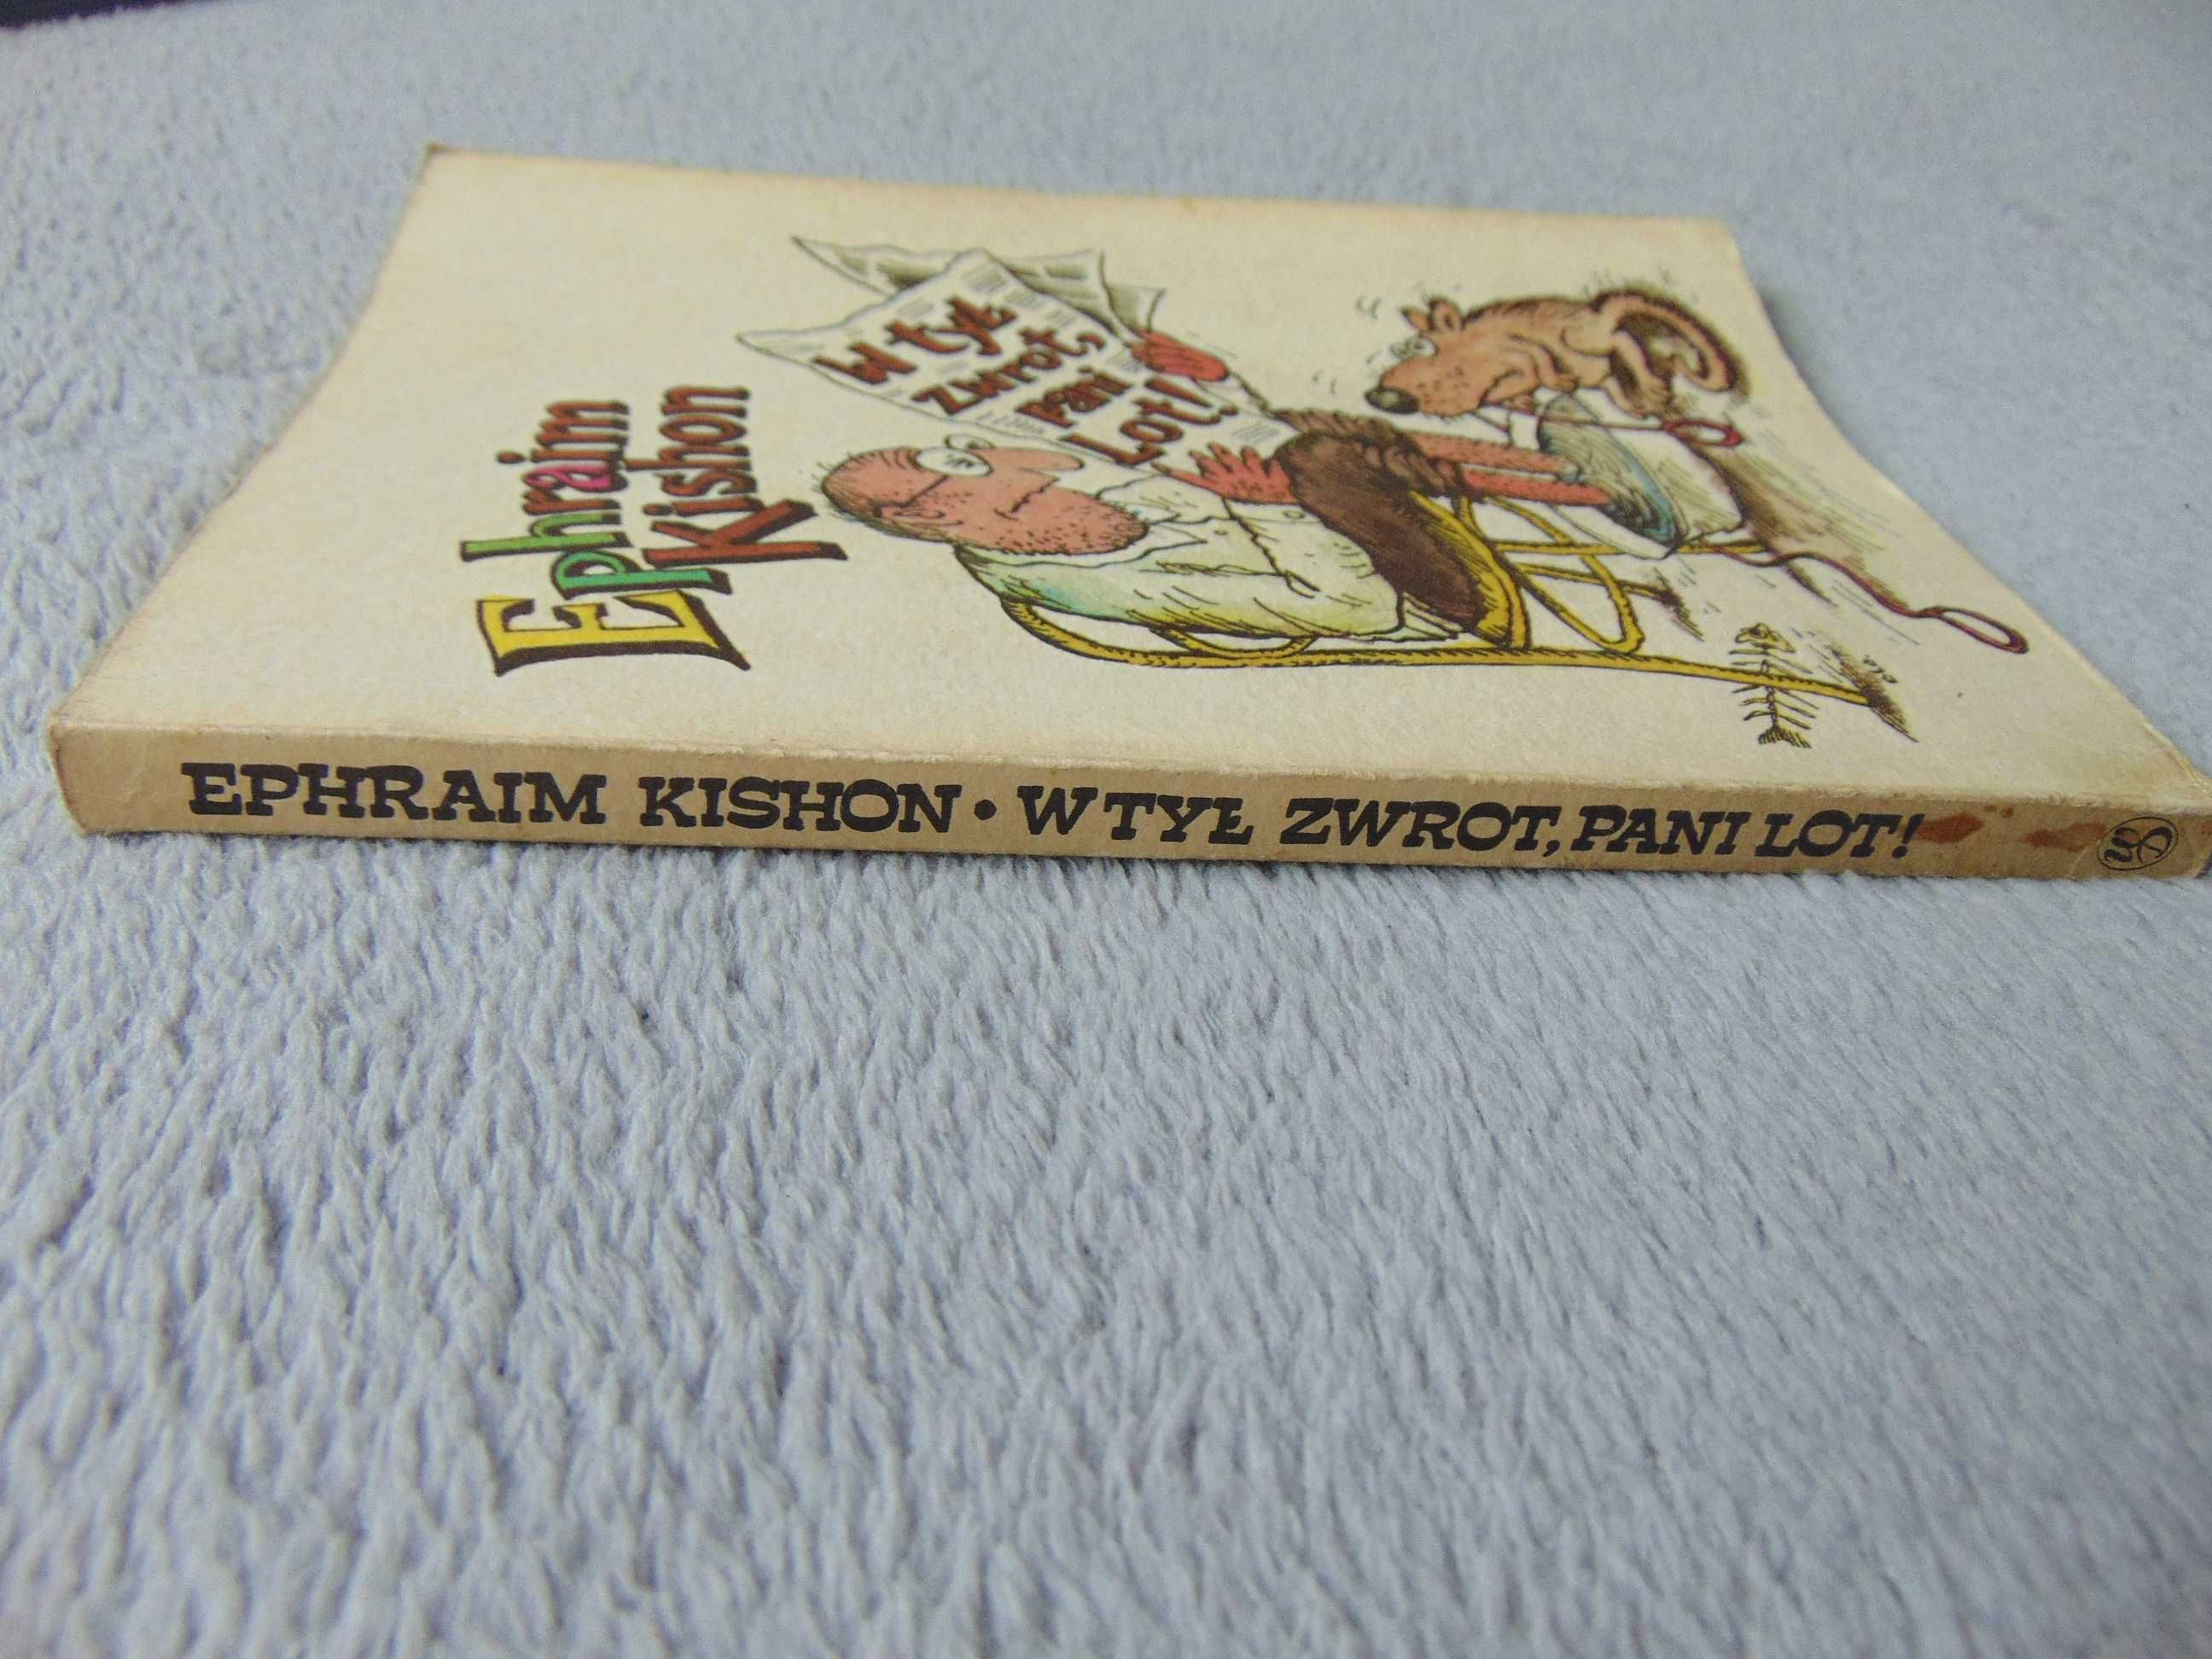 Ephraim
Kishon
W tył
zwrot,
pani
Lot!
EPHRAIM KISHON • W TYŁ ZWROT, PANI LOT!